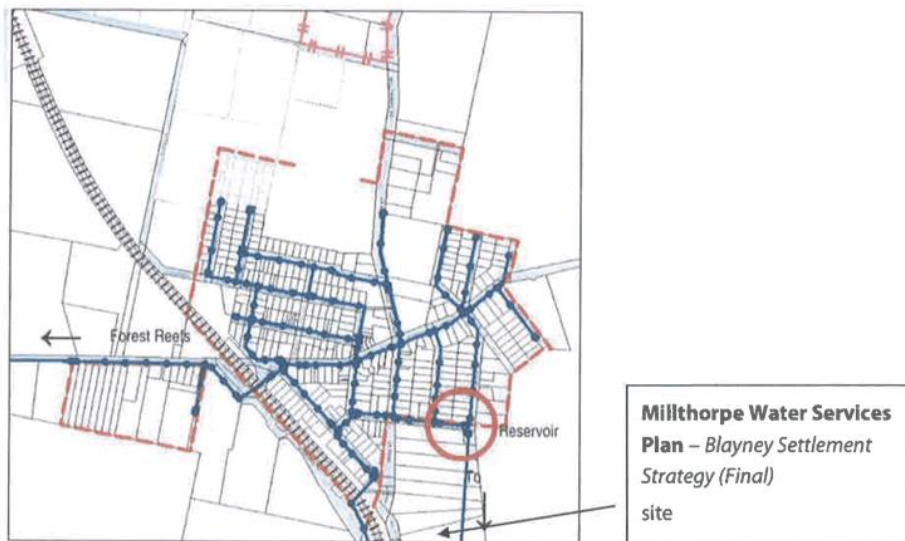 Forest Reefs
Reservoir
To
Millthorpe Water Services
Plan – Blayney Settlement
Strategy (Final)
site